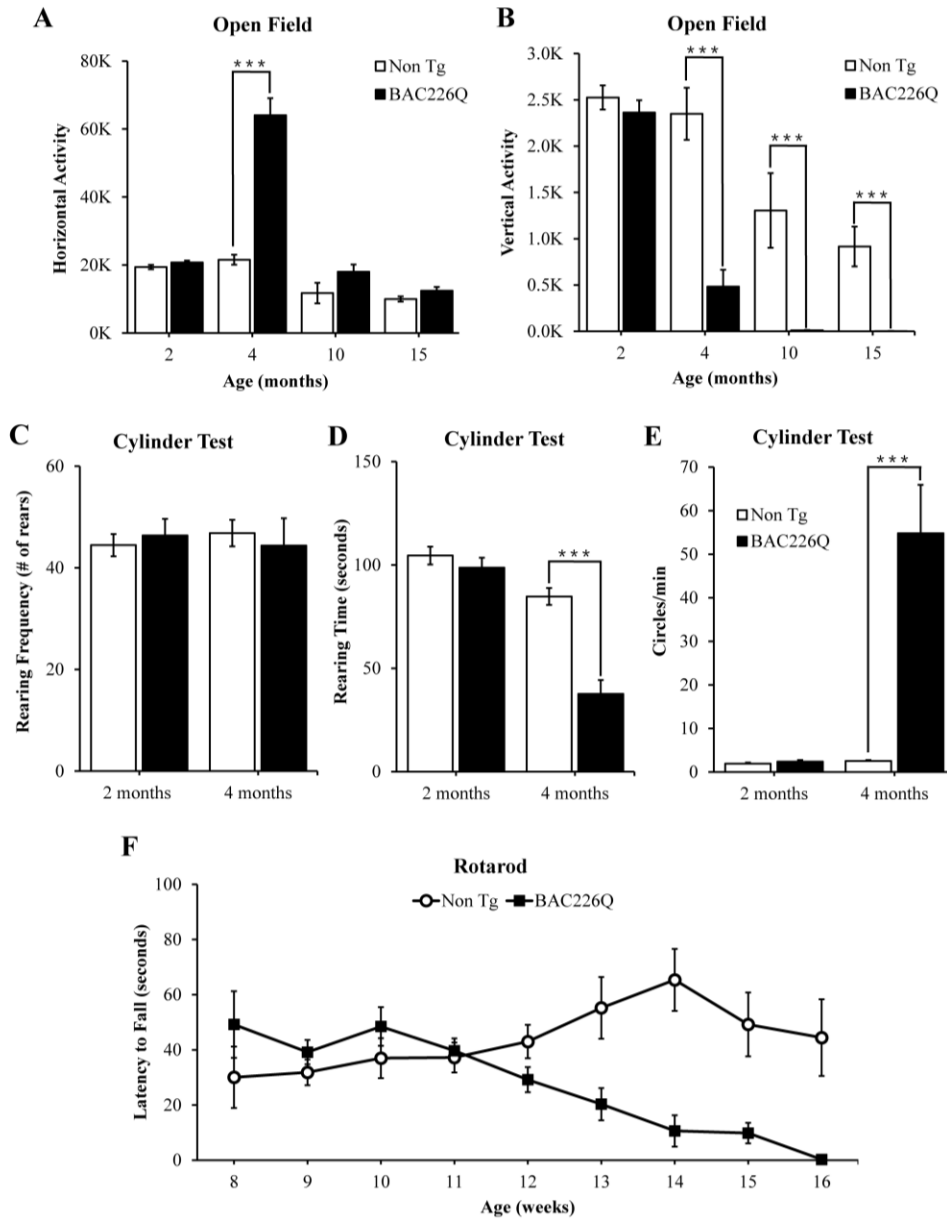 A
Open Field
Horizontal Activity
80K
60K
40K
20K
0K
***
Non Tg
BAC226Q
2 4 10 15
Age (months)
B
Open Field
Vertical Activity
3.0K
2.5K
2.0K
1.5K
1.0K
0.5K
0.0K
***
***
***
Non Tg
BAC226Q
2 4 10 15
Age (months)
C
Cylinder Test
Rearing Frequency (# of rears)
60
40
20
0
2 months 4 months
D
Cylinder Test
Rearing Time (seconds)
150
100
50
0
***
2 months 4 months
E
Cylinder Test
Circles/min
70
60
50
40
30
20
10
0
***
Non Tg
BAC226Q
2 months 4 months
F
Rotarod
Non Tg BAC226Q
Latency to Fall (seconds)
100
80
60
40
20
0
8 9 10 11 12 13 14 15 16
Age (weeks)